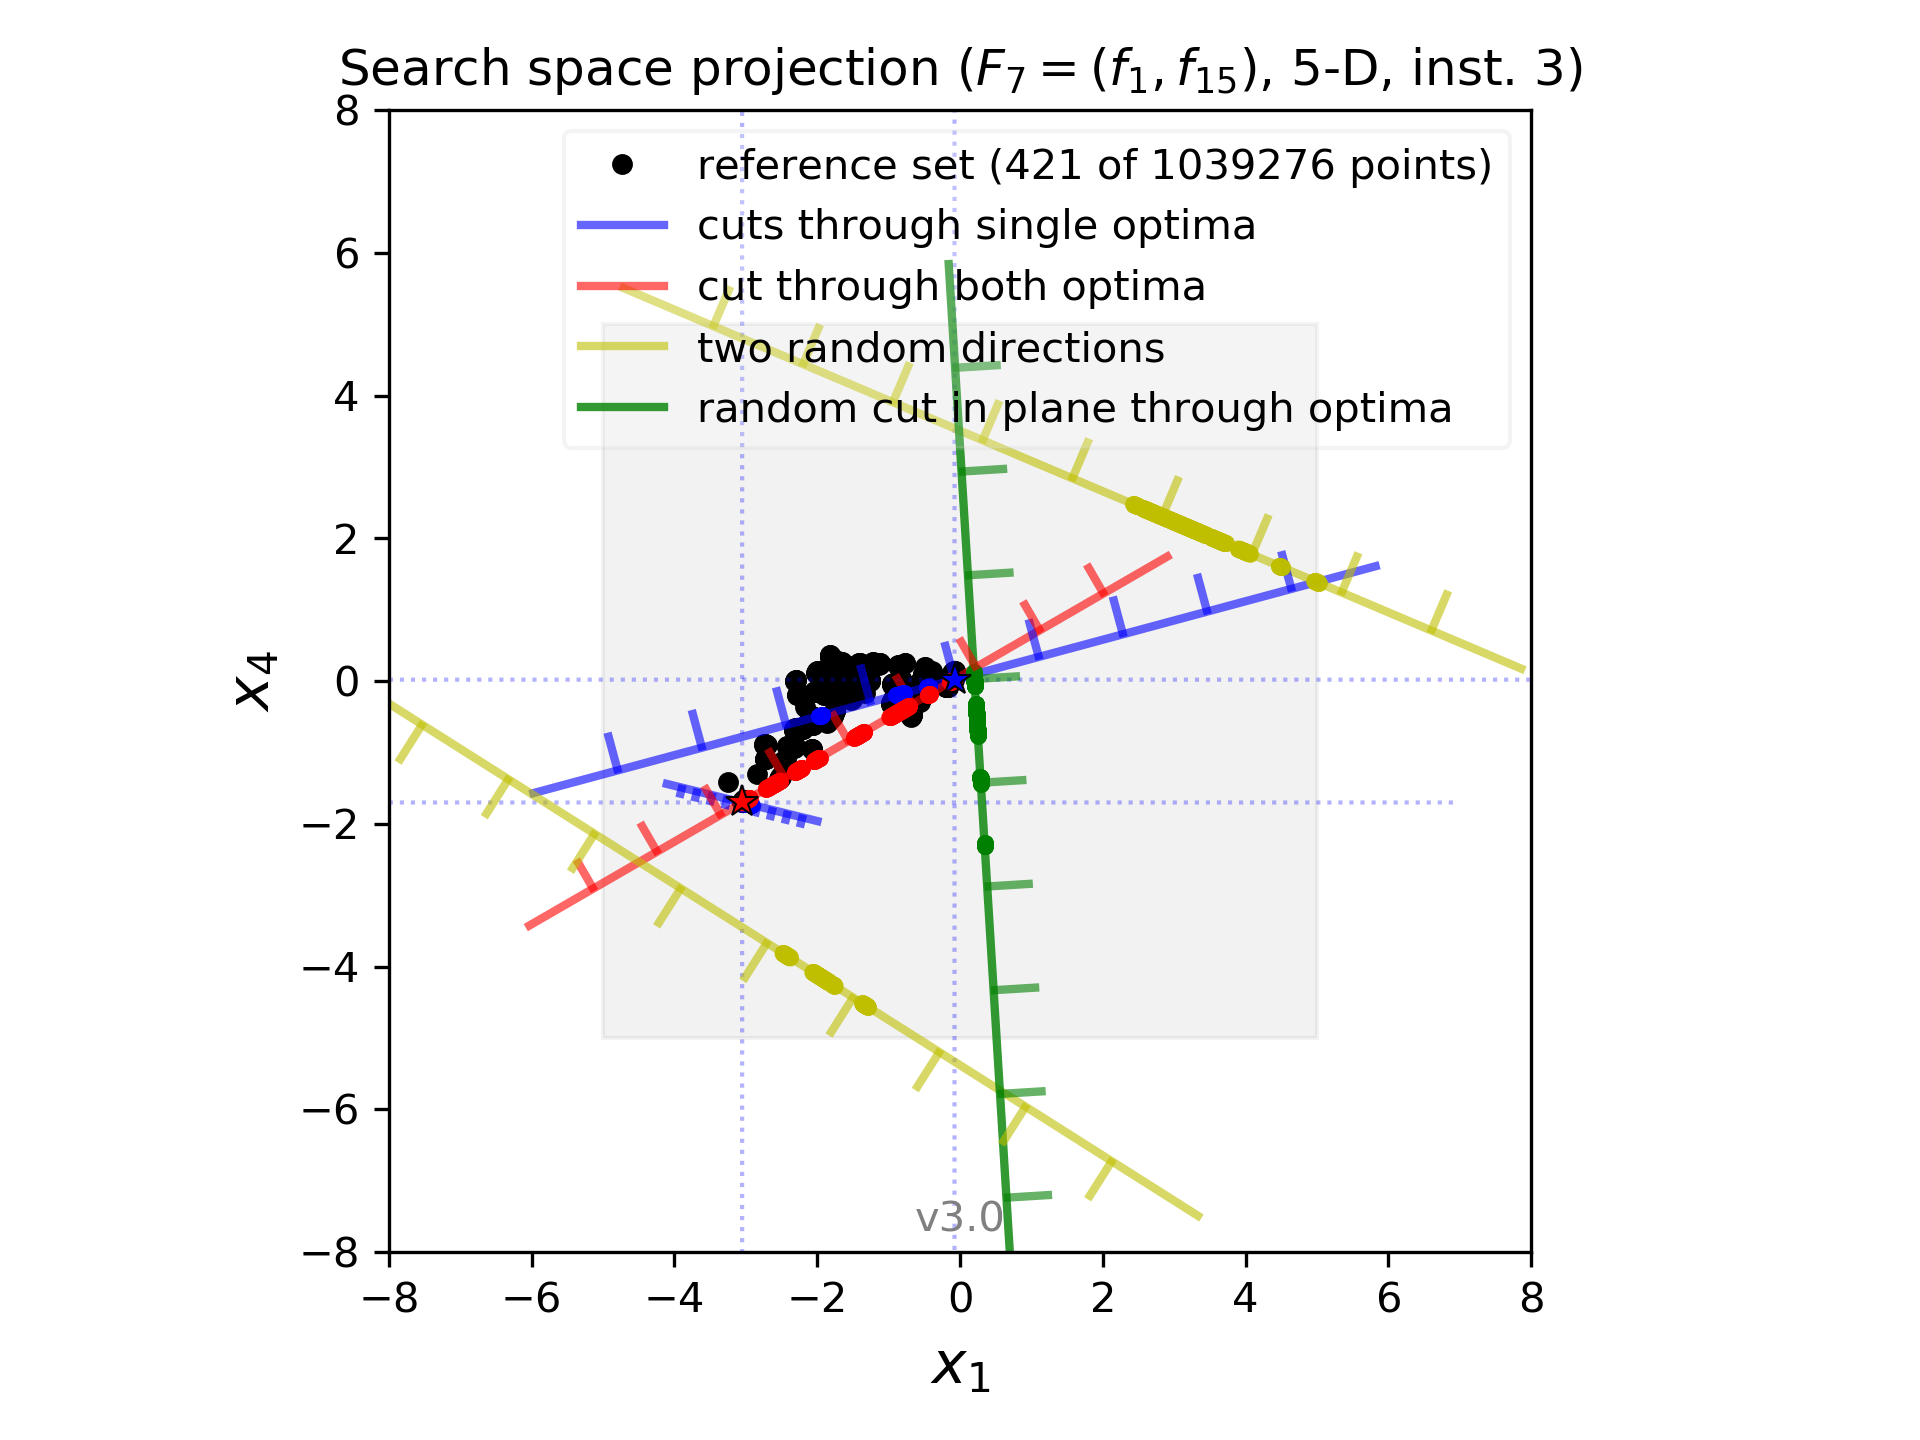 Search space projection (F₇ = (f₁, f₁₅), 5-D, inst. 3)
reference set (421 of 1039276 points)
cuts through single optima
cut through both optima
two random directions
random cut in plane through optima
8
6
4
2
0
−2
−4
−6
−8
x₄
v3.0
−8 −6 −4 −2 0 2 4 6 8
x₁